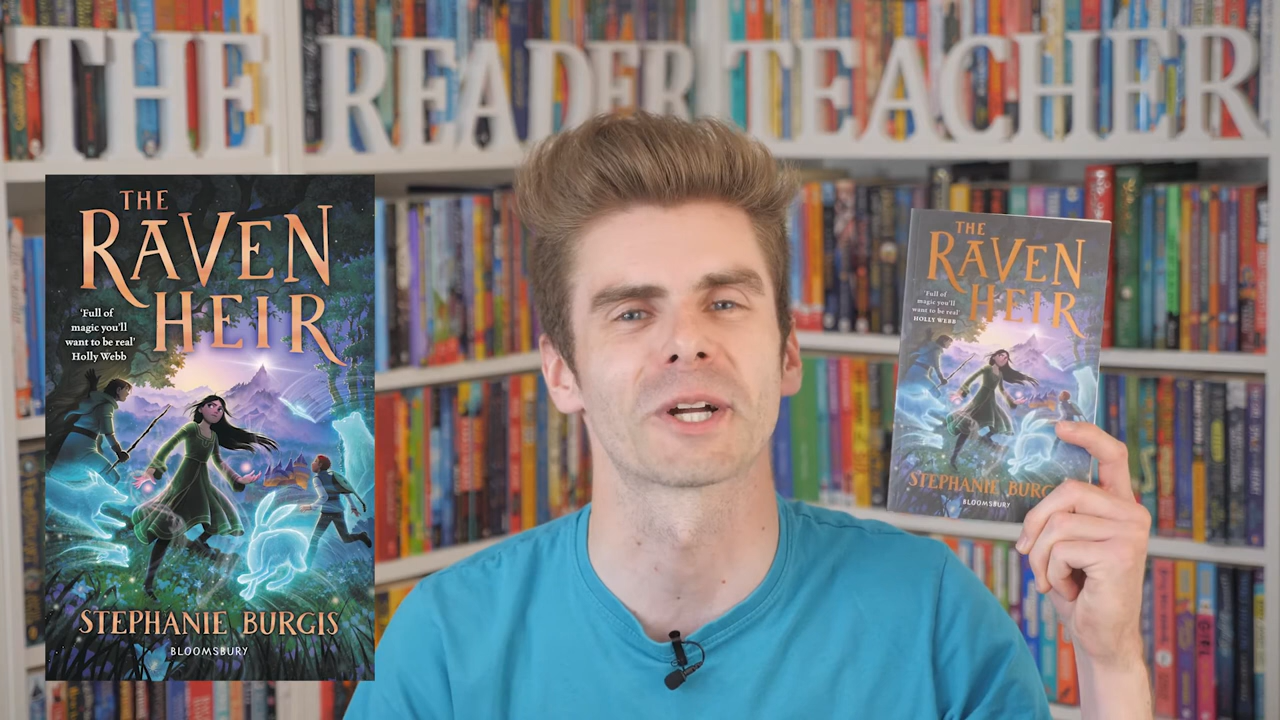 THE READER TEACHER
THE
RAVEN
HEIR
'Full of
magic you'll
want to be real'
Holly Webb
STEPHANIE BURGIS
BLOOMSBURY
THE
RAVEN
HEIR
'Full of
magic you'll
want to be real'
HOLLY WEBB
STEPHANIE BURG
BLOOMSBURY